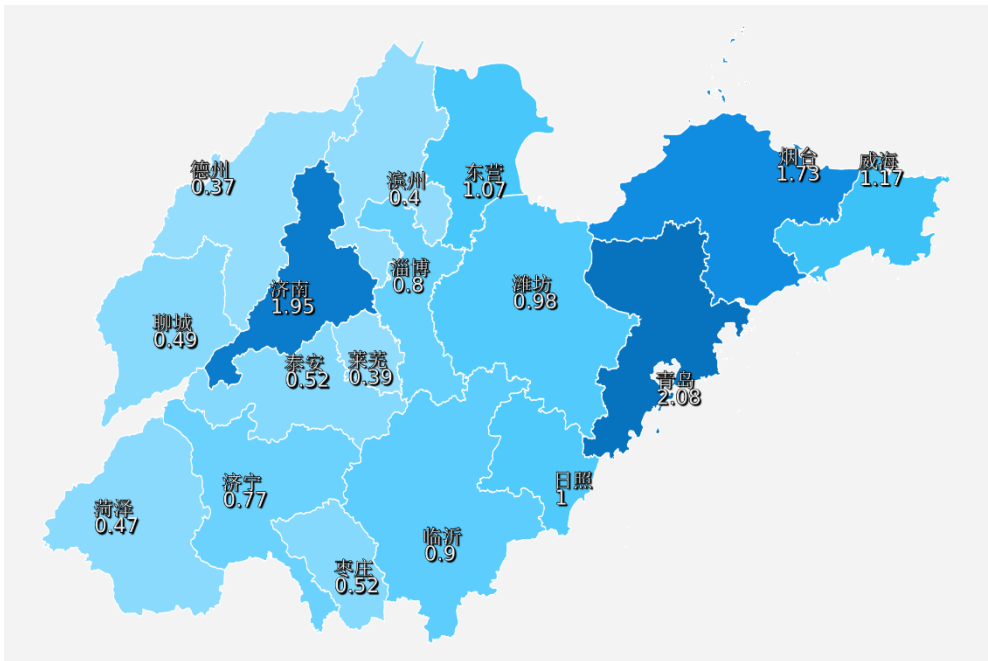 烟台
1.73
威海
1.17
德州
0.37
东营
1.07
滨州
0.4
淄博
0.8
潍坊
0.98
济南
1.95
聊城
0.49
泰安
0.52
莱芜
0.39
青岛
2.08
济宁
0.77
日照
1
菏泽
0.47
临沂
0.9
枣庄
0.52